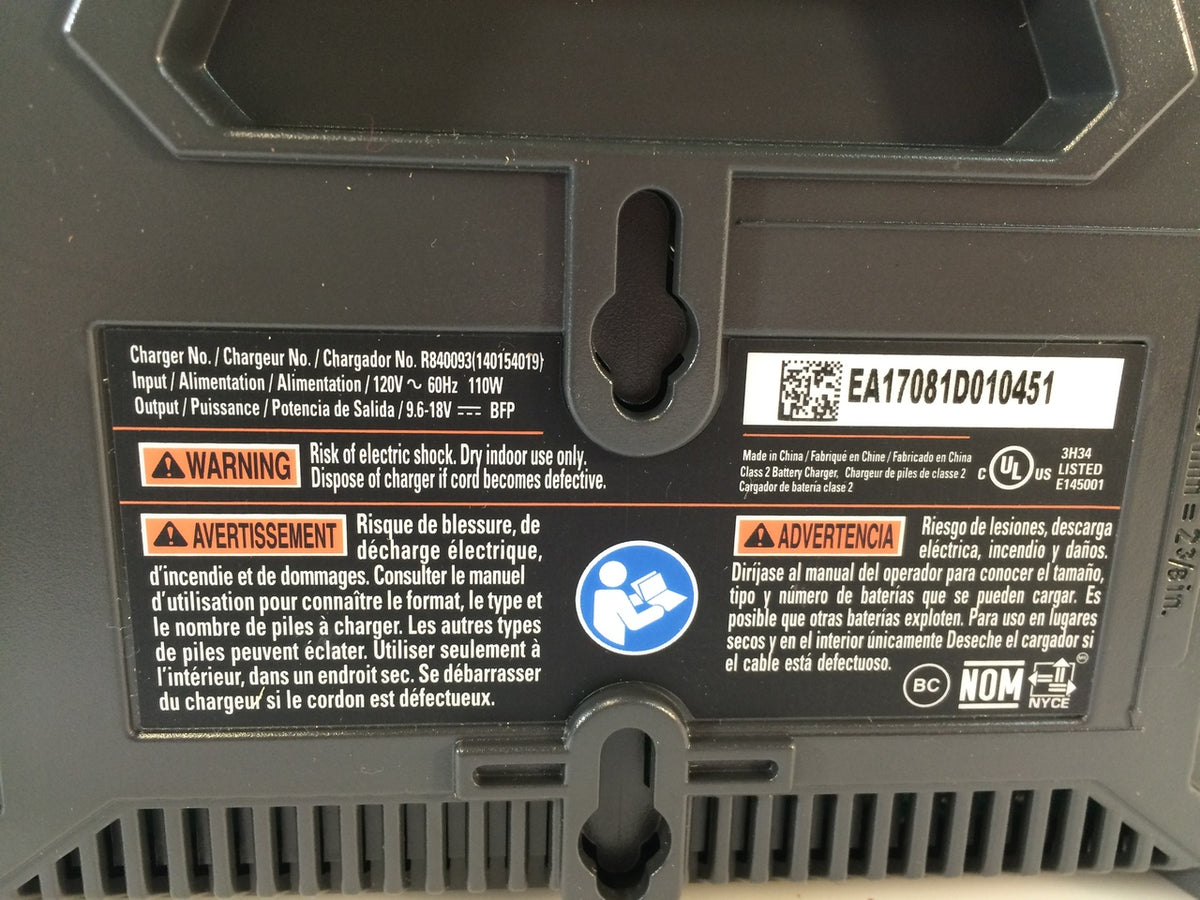 Charger No. / Chargeur No. / Chargador No. R840093(140154019)
Input / Alimentation / Alimentation / 120V ~ 60Hz 110W
Output / Puissance / Potencia de Salida / 9.6-18V ⎓ BFP
WARNING
Risk of electric shock. Dry indoor use only.
Dispose of charger if cord becomes defective.
EA17081D010451
Made in China / Fabriqué en Chine / Fabricado en China
Class 2 Battery Charger, Chargeur de piles de classe 2
Cargador de bateria clase 2
C UL US
3H34
LISTED
E145001
AVERTISSEMENT
Risque de blessure, de
décharge électrique,
d'incendie et de dommages. Consulter le manuel
d'utilisation pour connaître le format, le type et
le nombre de piles à charger. Les autres types
de piles peuvent éclater. Utiliser seulement à
l'intérieur, dans un endroit sec. Se débarrasser
du chargeur si le cordon est défectueux.
ADVERTENCIA
Riesgo de lesiones, descarga
eléctrica, incendio y daños.
Diríjase al manual del operador para conocer el tamaño,
tipo y número de baterías que se pueden cargar. Es
posible que otras baterías exploten. Para uso en lugares
secos y en el interior únicamente Deseche el cargador si
el cable está defectuoso.
BC
NOM
NYCE
= 2 3/8 in.